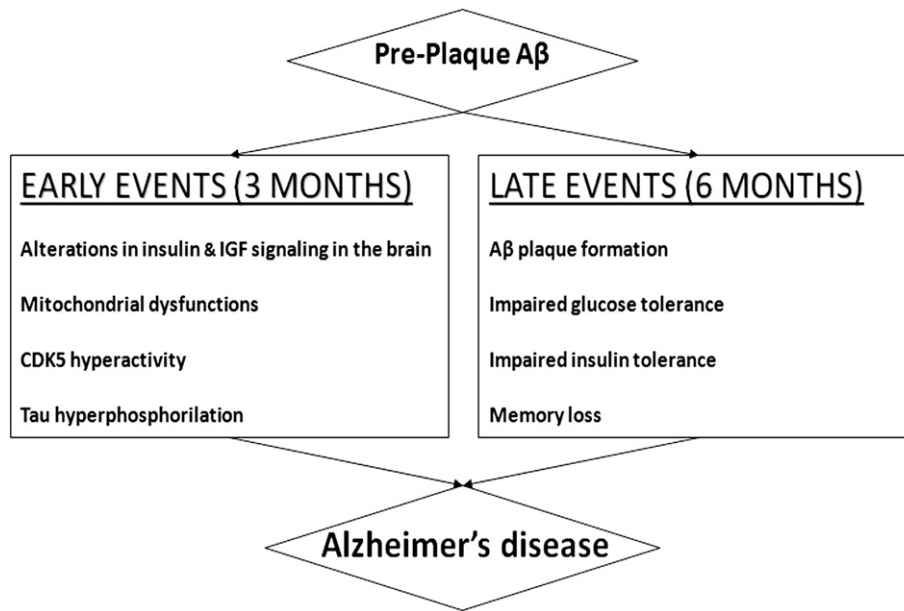 Pre-Plaque Aβ
EARLY EVENTS (3 MONTHS)
Alterations in insulin & IGF signaling in the brain
Mitochondrial dysfunctions
CDK5 hyperactivity
Tau hyperphosphorilation
LATE EVENTS (6 MONTHS)
Aβ plaque formation
Impaired glucose tolerance
Impaired insulin tolerance
Memory loss
Alzheimer's disease